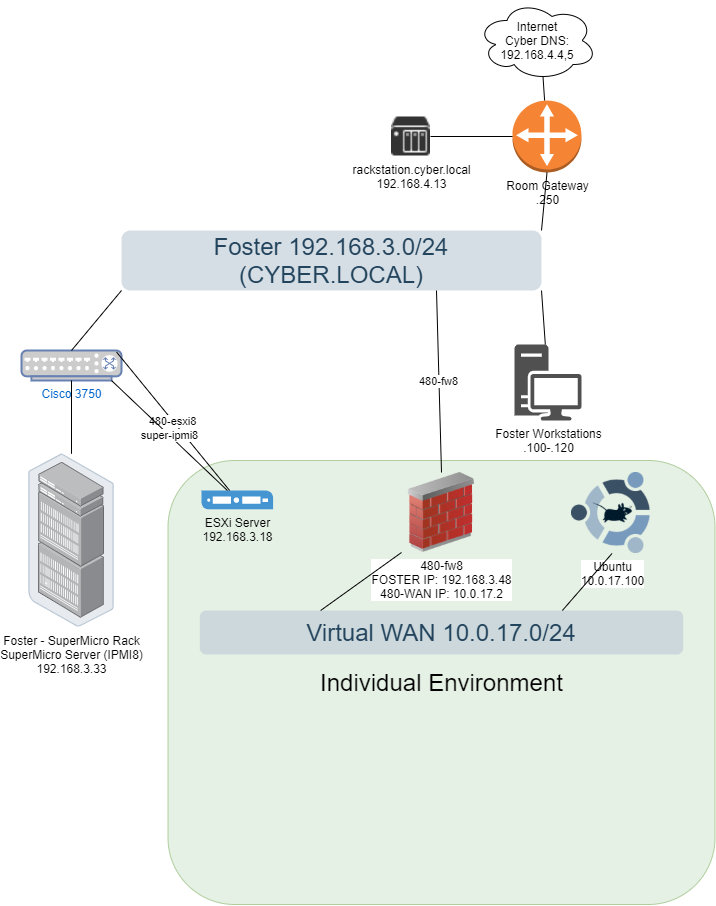 Internet
Cyber DNS:
192.168.4.4,5
rackstation.cyber.local
192.168.4.13
Room Gateway
.250
Foster 192.168.3.0/24
(CYBER.LOCAL)
Cisco 3750
480-esxi8
super-ipmi8
480-fw8
Foster Workstations
.100-.120
ESXi Server
192.168.3.18
480-fw8
FOSTER IP: 192.168.3.48
480-WAN IP: 10.0.17.2
Ubuntu
10.0.17.100
Foster - SuperMicro Rack
SuperMicro Server (IPMI8)
192.168.3.33
Virtual WAN 10.0.17.0/24
Individual Environment